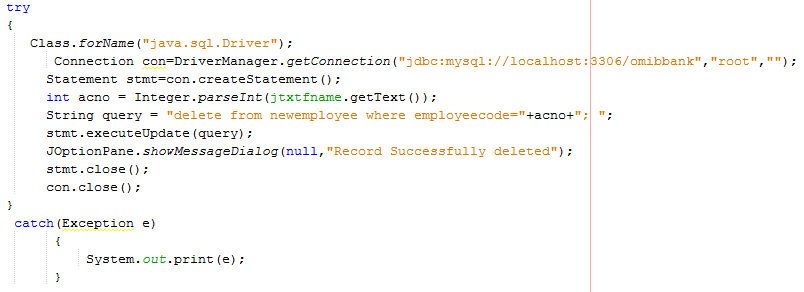 try
{
Class.forName("java.sql.Driver");
Connection con=DriverManager.getConnection("jdbc:mysql://localhost:3306/omibbank","root","");
Statement stmt=con.createStatement();
int acno = Integer.parseInt(jtxtfname.getText());
String query = "delete from newemployee where employeecode="+acno+"; ";
stmt.executeUpdate(query);
JOptionPane.showMessageDialog(null,"Record Successfully deleted");
stmt.close();
con.close();
}
catch(Exception e)
{
System.out.print(e);
}